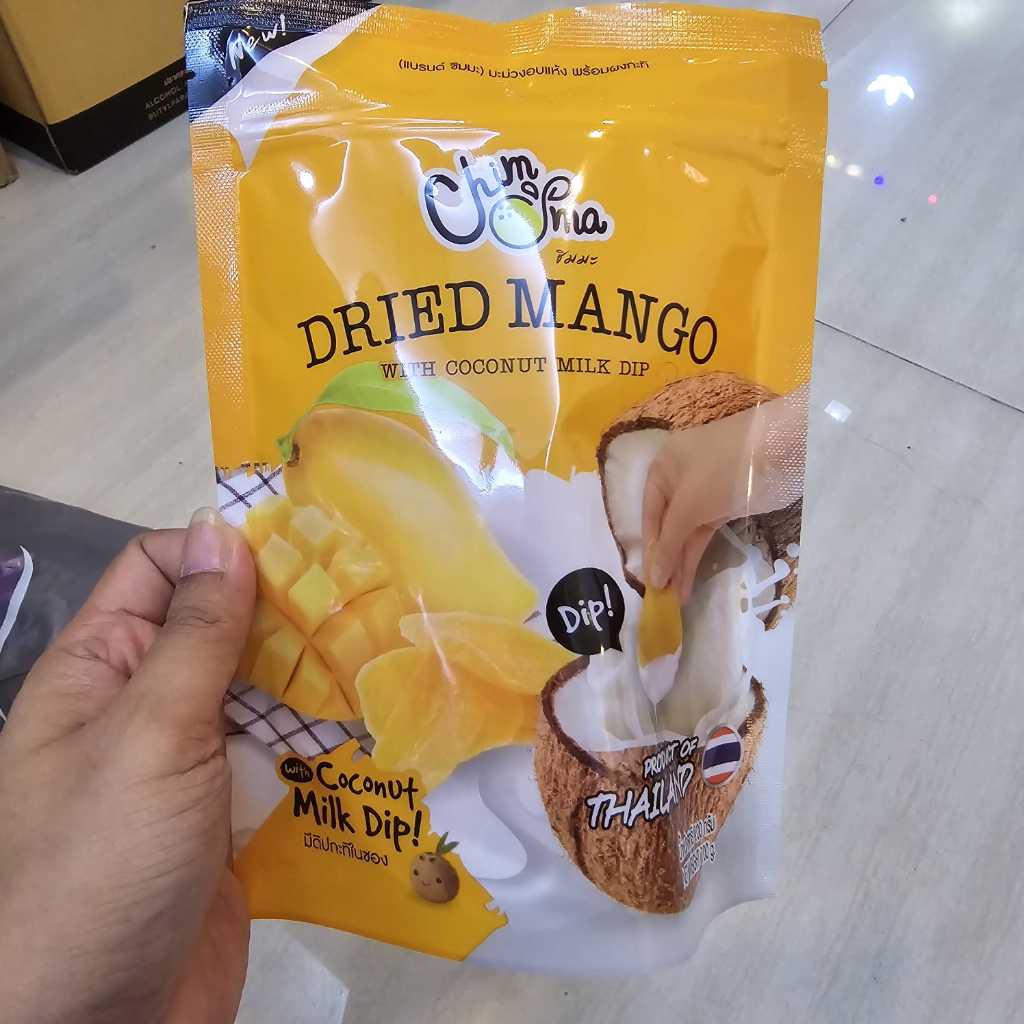 New!
(แบรนด์ ชิมมะ) มะม่วงอบแห้ง พร้อมผงกะทิ
Chim ma
ชิมมะ
DRIED MANGO
WITH COCONUT MILK DIP
Dip!
PRODUCT OF
THAILAND
with Coconut
Milk Dip!
มีดิปกะทิในซอง
ALCOHOL